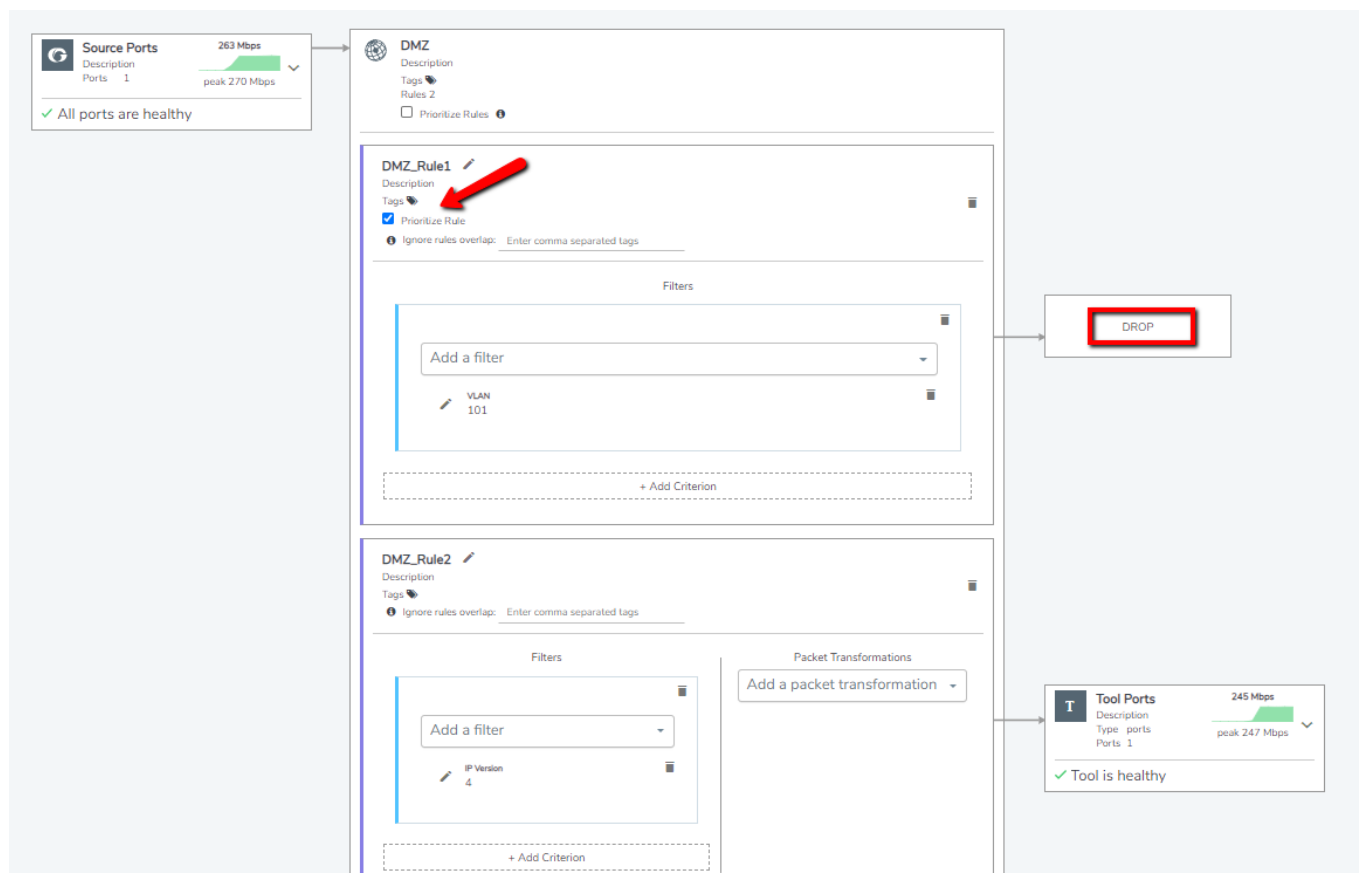 G
Source Ports
263 Mbps
Description
Ports 1
peak 270 Mbps
All ports are healthy
DMZ
Description
Tags
Rules 2
Prioritize Rules
DMZ_Rule1
Description
Tags
Prioritize Rule
Ignore rules overlap: Enter comma separated tags
Filters
Add a filter
VLAN
101
+ Add Criterion
DROP
DMZ_Rule2
Description
Tags
Ignore rules overlap: Enter comma separated tags
Filters
Add a filter
IP Version
4
+ Add Criterion
Packet Transformations
Add a packet transformation
T
Tool Ports
245 Mbps
Description
Type ports
Ports 1
peak 247 Mbps
Tool is healthy